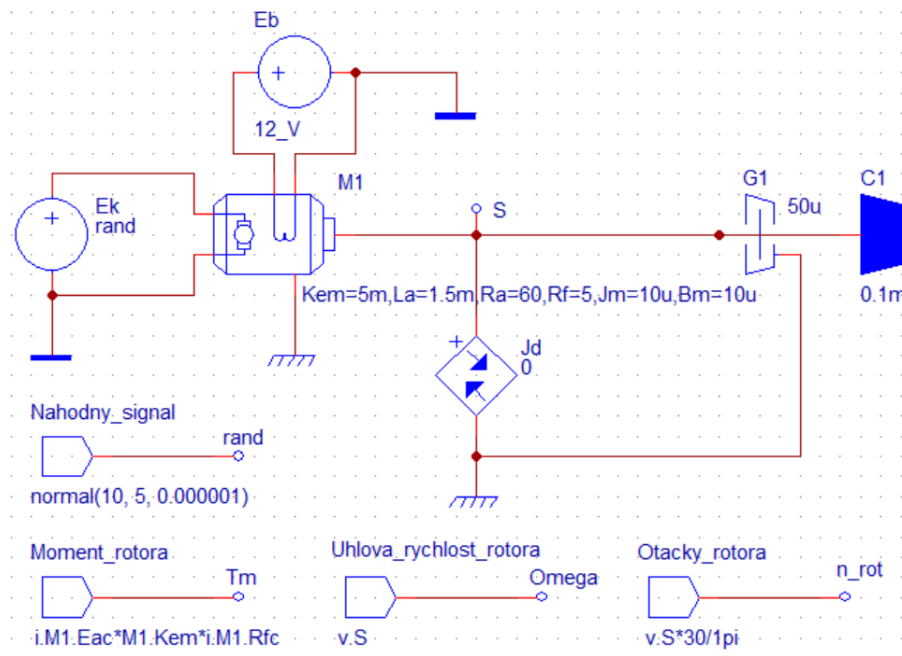 Eb
12_V
M1
Ek
rand
S
G1
50u
C1
Kem=5m,La=1.5m,Ra=60,Rf=5,Jm=10u,Bm=10u
0.1m
Jd
0
Nahodny_signal
rand
normal(10, 5, 0.000001)
Moment_rotora
Tm
i.M1.Eac*M1.Kem*i.M1.Rfc
Uhlova_rychlost_rotora
Omega
v.S
Otacky_rotora
n_rot
v.S*30/1pi